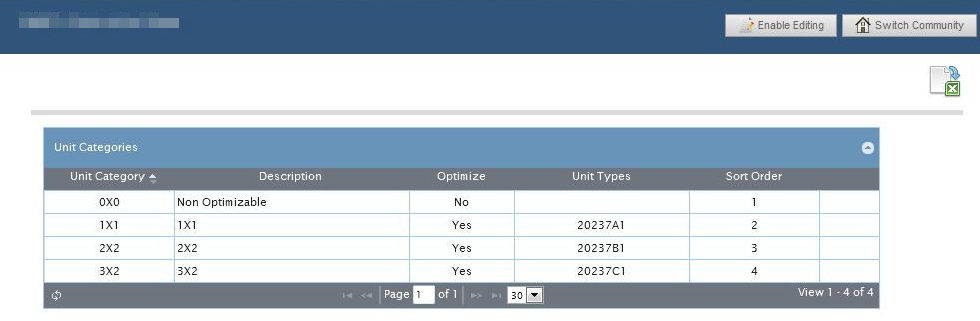 Enable Editing Switch Community
Unit Categories
Unit Category Description Optimize Unit Types Sort Order
0X0 Non Optimizable No 1
1X1 1X1 Yes 20237A1 2
2X2 2X2 Yes 20237B1 3
3X2 3X2 Yes 20237C1 4
Page 1 of 1 30 View 1 - 4 of 4